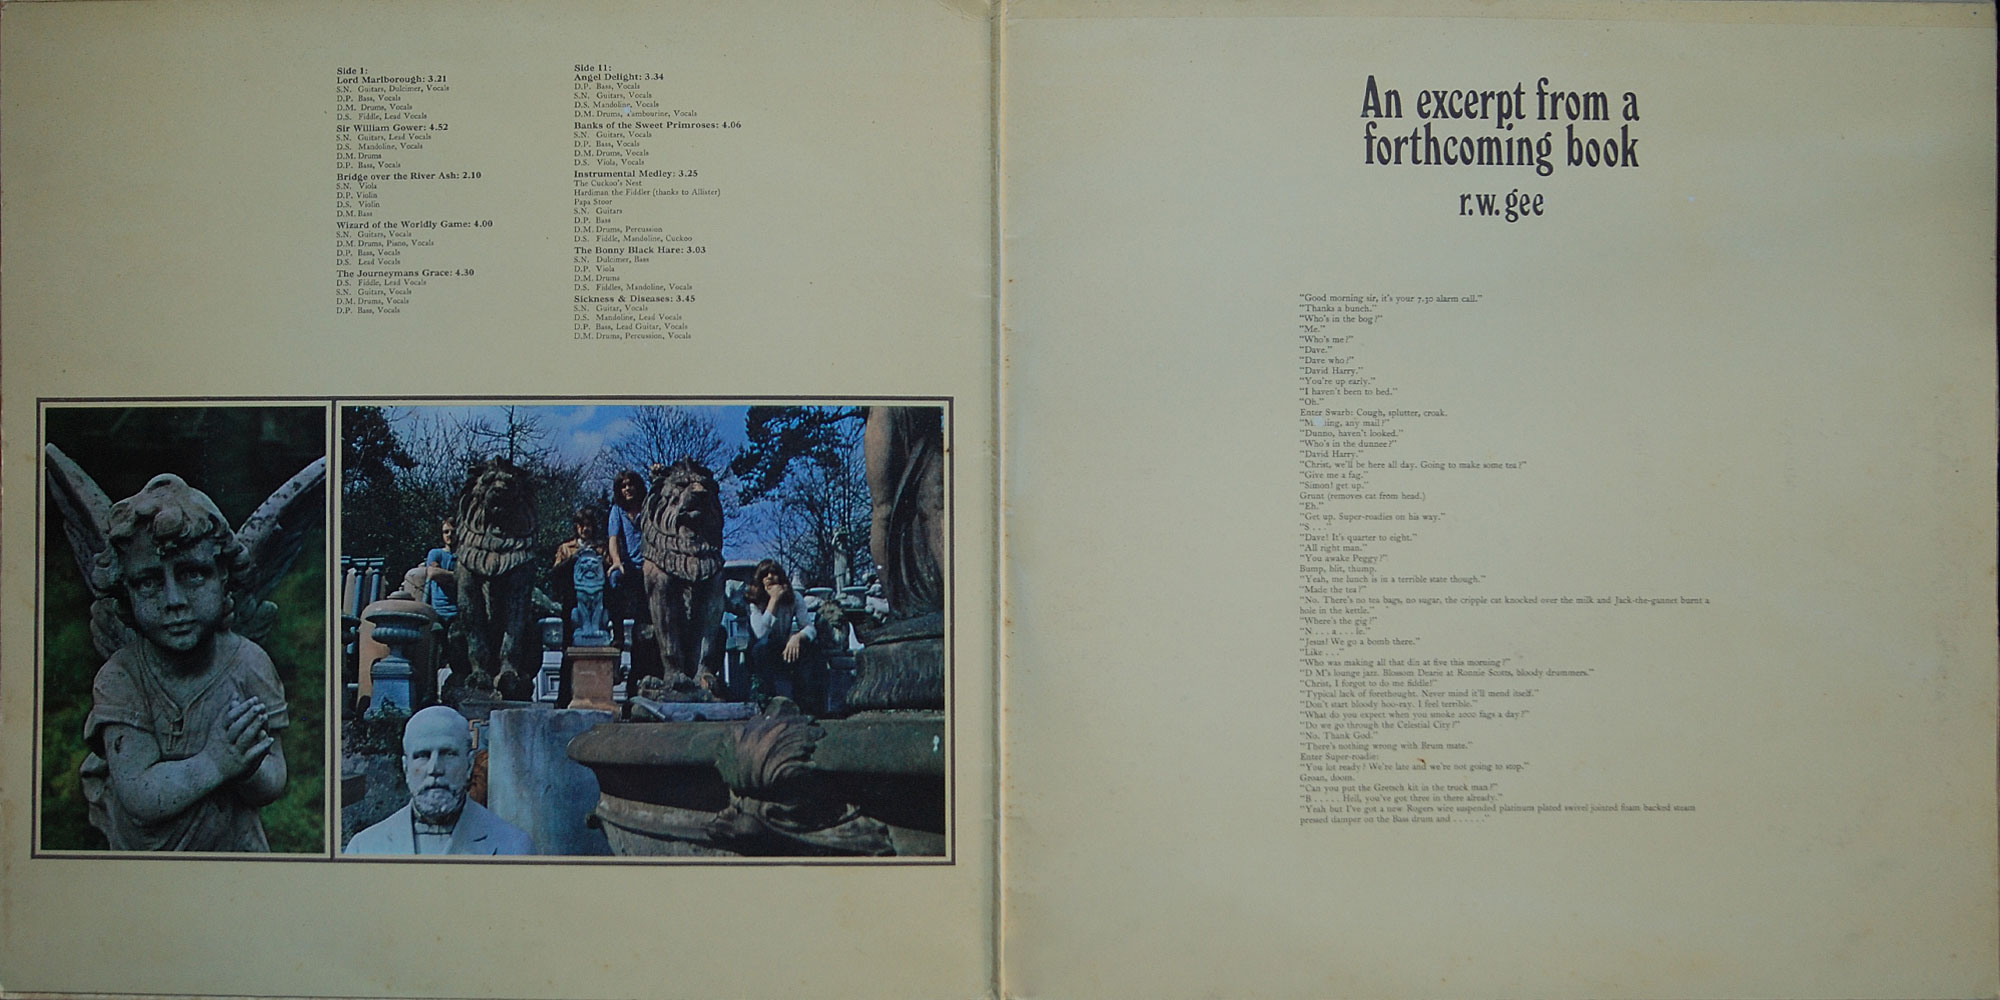 Side 1:
Lord Marlborough: 3.21
S.N. Guitars, Dulcimer, Vocals
D.P. Bass, Vocals
D.M. Drums, Vocals
D.S. Fiddle, Lead Vocals
Sir William Gower: 4.52
S.N. Guitars, Lead Vocals
D.S. Mandoline, Vocals
D.M. Drums
D.P. Bass, Vocals
Bridge over the River Ash: 2.10
S.N. Viola
D.P. Violin
D.S. Violin
D.M. Bass
Wizard of the Worldly Game: 4.00
S.N. Guitars, Vocals
D.M. Drums, Piano, Vocals
D.P. Bass, Vocals
D.S. Lead Vocals
The Journeymans Grace: 4.30
D.S. Fiddle, Lead Vocals
S.N. Guitars, Vocals
D.M. Drums, Vocals
D.P. Bass, Vocals
Side 11:
Angel Delight: 3.34
D.P. Bass, Vocals
S.N. Guitars, Vocals
D.S. Mandoline, Vocals
D.M. Drums, Tambourine, Vocals
Banks of the Sweet Primroses: 4.06
S.N. Guitars, Vocals
D.P. Bass, Vocals
D.M. Drums, Vocals
D.S. Viola, Vocals
Instrumental Medley: 3.25
The Cuckoo's Nest
Hardiman the Fiddler (thanks to Allister)
Papa Stoor
S.N. Guitars
D.P. Bass
D.M. Drums, Percussion
D.S. Fiddle, Mandoline, Cuckoo
The Bonny Black Hare: 3.03
S.N. Dulcimer, Bass
D.P. Viola
D.M. Drums
D.S. Fiddles, Mandoline, Vocals
Sickness & Diseases: 3.45
S.N. Guitar, Vocals
D.S. Mandoline, Lead Vocals
D.P. Bass, Lead Guitar, Vocals
D.M. Drums, Percussion, Vocals
An excerpt from a
forthcoming book
r.w. gee
"Good morning sir, it's your 7-30 alarm call."
"Thanks a bunch."
"Who's in the bog?"
"Me."
"Who's me?"
"Dave."
"Dave who?"
"David Harry."
"You're up early."
"I haven't been to bed."
"Oh."
Enter Swarb: Cough, splutter, croak.
"M ing, any mail?"
"Dunno, haven't looked."
"Who's in the dunnee?"
"David Harry."
"Christ, we'll be here all day. Going to make some tea?"
"Give me a fag."
"Simon! get up."
Grunt (removes cat from head.)
"Eh."
"Get up. Super-roadies on his way."
"S . . ."
"Dave! It's quarter to eight."
"All right man."
"You awake Peggy?"
Bump, blit, thump.
"Yeah, me lunch is in a terrible state though."
"Made the tea?"
"No. There's no tea bags, no sugar, the cripple cat knocked over the milk and Jack-the-gannet burnt a
hole in the kettle."
"Where's the gig?"
"N . . . a . . . le."
"Jesus! We go a bomb there."
"Like . . ."
"Who was making all that din at five this morning?"
"D M's lounge jazz. Blossom Dearie at Ronnie Scotts, bloody drummers."
"Christ, I forgot to do me fiddle!"
"Typical lack of forethought. Never mind it'll mend itself."
"Don't start bloody hoo-ray. I feel terrible."
"What do you expect when you smoke 2000 fags a day?"
"Do we go through the Celestial City?"
"No. Thank God."
"There's nothing wrong with Brum mate."
Enter Super-roadie:
"You lot ready? We're late and we're not going to stop."
Groan, doom.
"Can you put the Gretsch kit in the truck man?"
"B . . . . . Hell, you've got three in there already."
"Yeah but I've got a new Rogers wire suspended platinum plated swivel jointed foam backed steam
pressed damper on the Bass drum and . . . . . ."